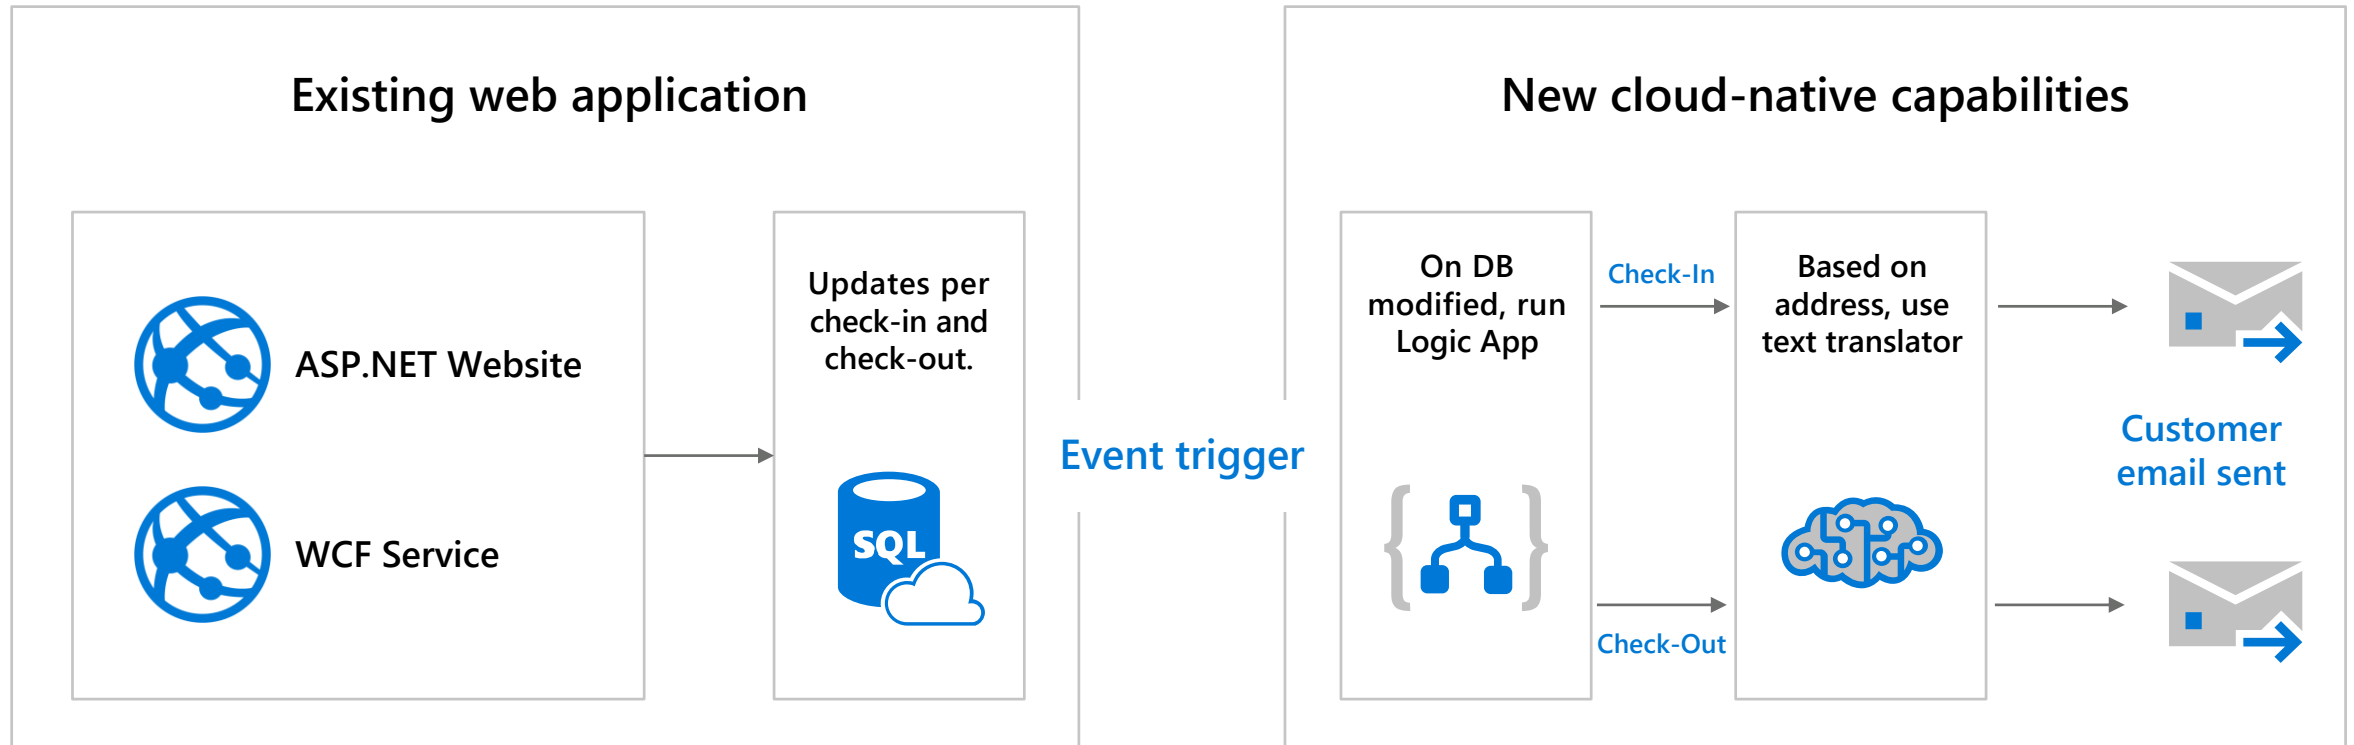 Existing web application
ASP.NET Website
WCF Service
Updates per
check-in and
check-out.
SQL
Event trigger
New cloud-native capabilities
On DB
modified, run
Logic App
Check-In
Check-Out
Based on
address, use
text translator
Customer
email sent